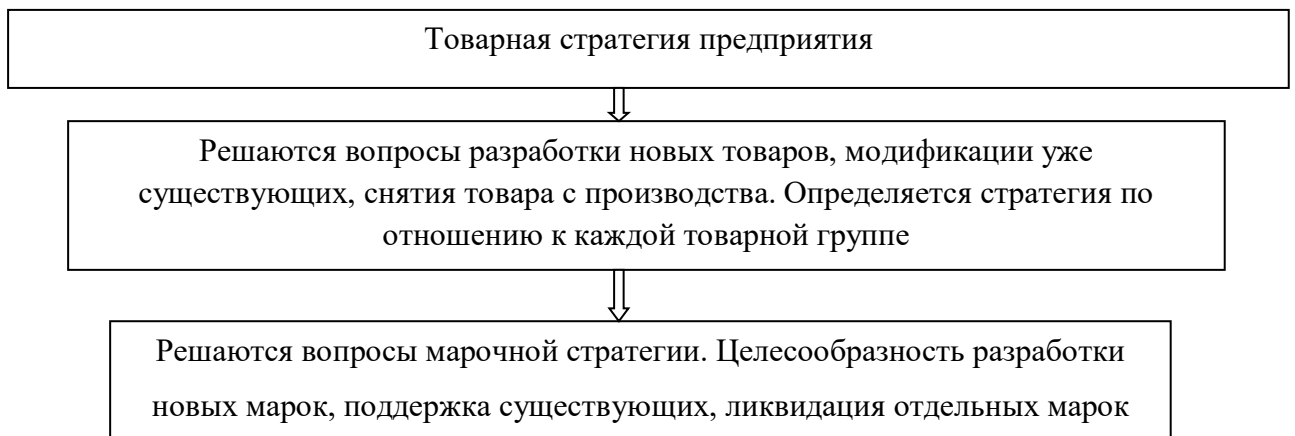 Товарная стратегия предприятия
Решаются вопросы разработки новых товаров, модификации уже
существующих, снятия товара с производства. Определяется стратегия по
отношению к каждой товарной группе
Решаются вопросы марочной стратегии. Целесообразность разработки
новых марок, поддержка существующих, ликвидация отдельных марок